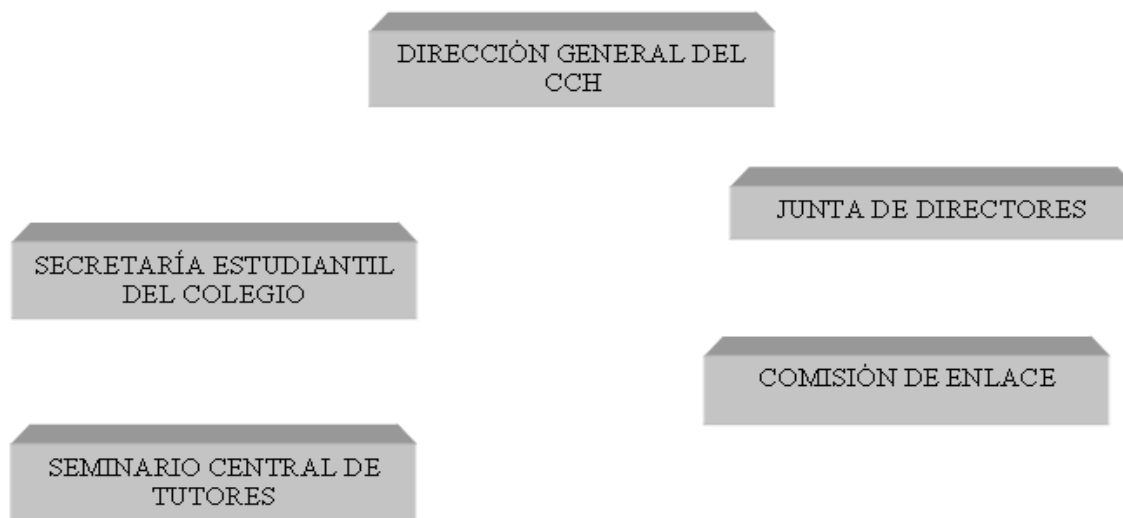 DIRECCIÓN GENERAL DEL
CCH
JUNTA DE DIRECTORES
SECRETARÍA ESTUDIANTIL
DEL COLEGIO
COMISIÓN DE ENLACE
SEMINARIO CENTRAL DE
TUTORES